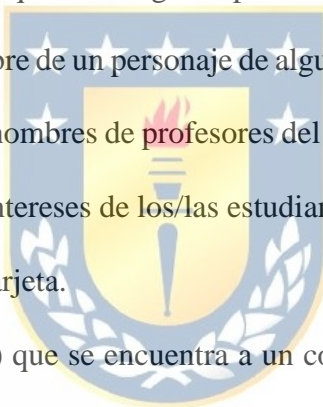 bre de un personaje de algu
nombres de profesores del
ntereses de los/las estudian
arjeta.
) que se encuentra a un co